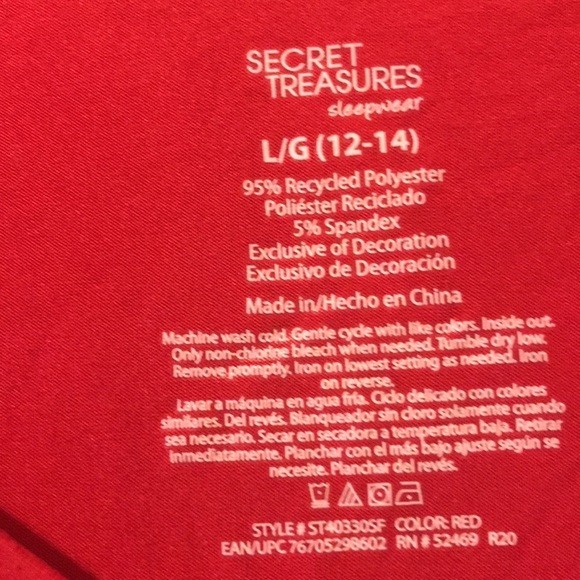 SECRET
TREASURES
sleepwear
L/G (12-14)
95% Recycled Polyester
Poliéster Reciclado
5% Spandex
Exclusive of Decoration
Exclusivo de Decoración
Made in/Hecho en China
Machine wash cold. Gentle cycle with like colors. Inside out.
Only non-chlorine bleach when needed. Tumble dry low.
Remove promptly. Iron on lowest setting as needed. Iron
on reverse.
Lavar a máquina en agua fría. Ciclo delicado con colores
similares. Del revés. Blanqueador sin cloro solamente cuando
sea necesario. Secar en secadora a temperatura baja. Retirar
inmediatamente. Planchar con el más bajo ajuste según se
necesite. Planchar del revés.
STYLE # ST40330SF COLOR: RED
EAN/UPC 76705298602 RN # 52469 R20